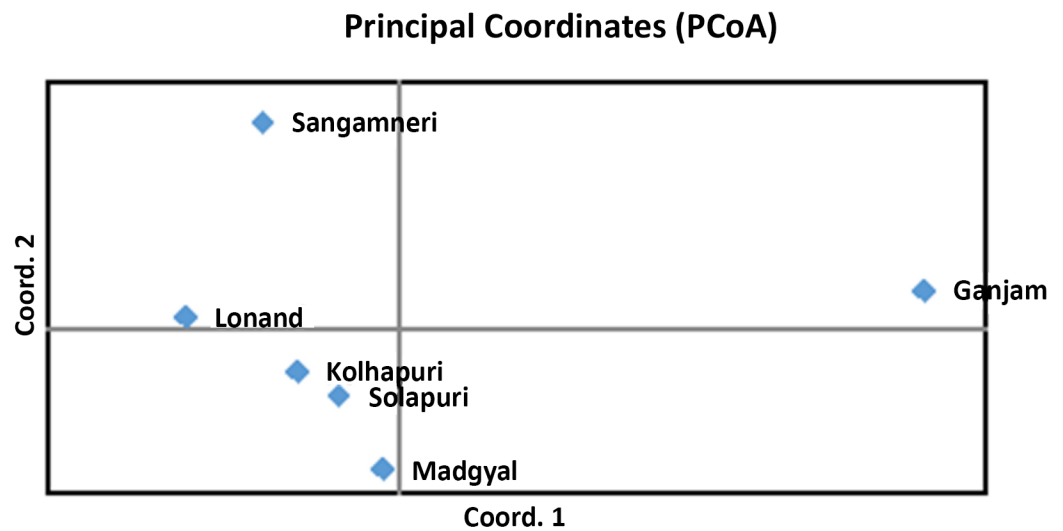 Principal Coordinates (PCoA)
Sangamneri
Coord. 2
Ganjam
Lonand
Kolhapuri
Solapuri
Madgyal
Coord. 1